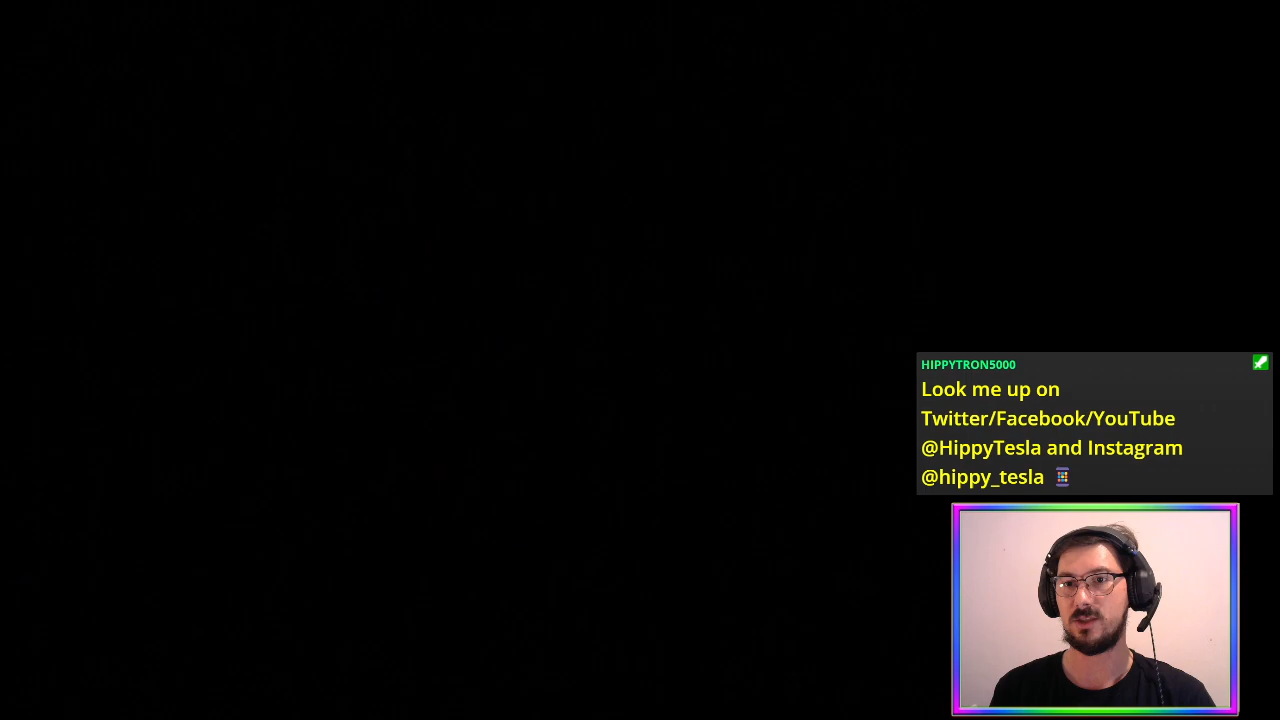 HIPPYTRON5000
Look me up on
Twitter/Facebook/YouTube
@HippyTesla and Instagram
@hippy_tesla